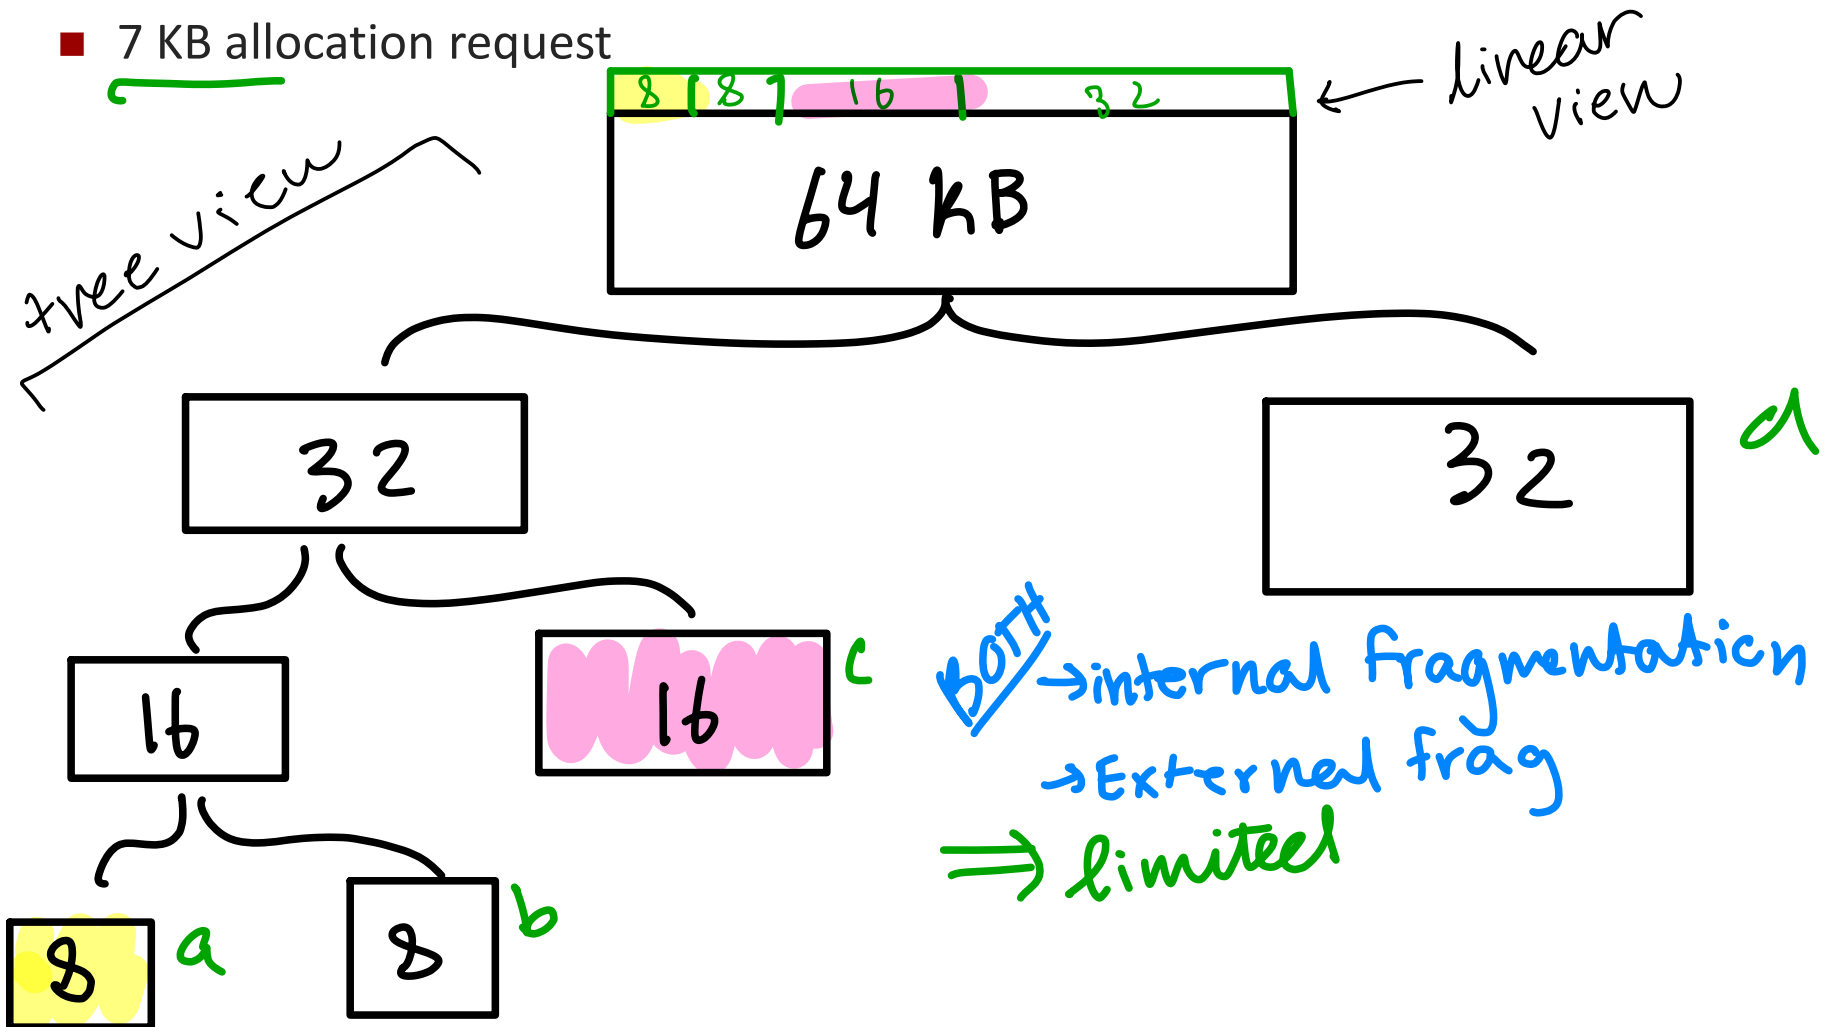 ■ 7 KB allocation request
8 8 16 32
linear
view
64 KB
tree view
32
32 d
16
16 c
BOTH → internal fragmentation
→ External frag
⇒ limited
8 a
8 b